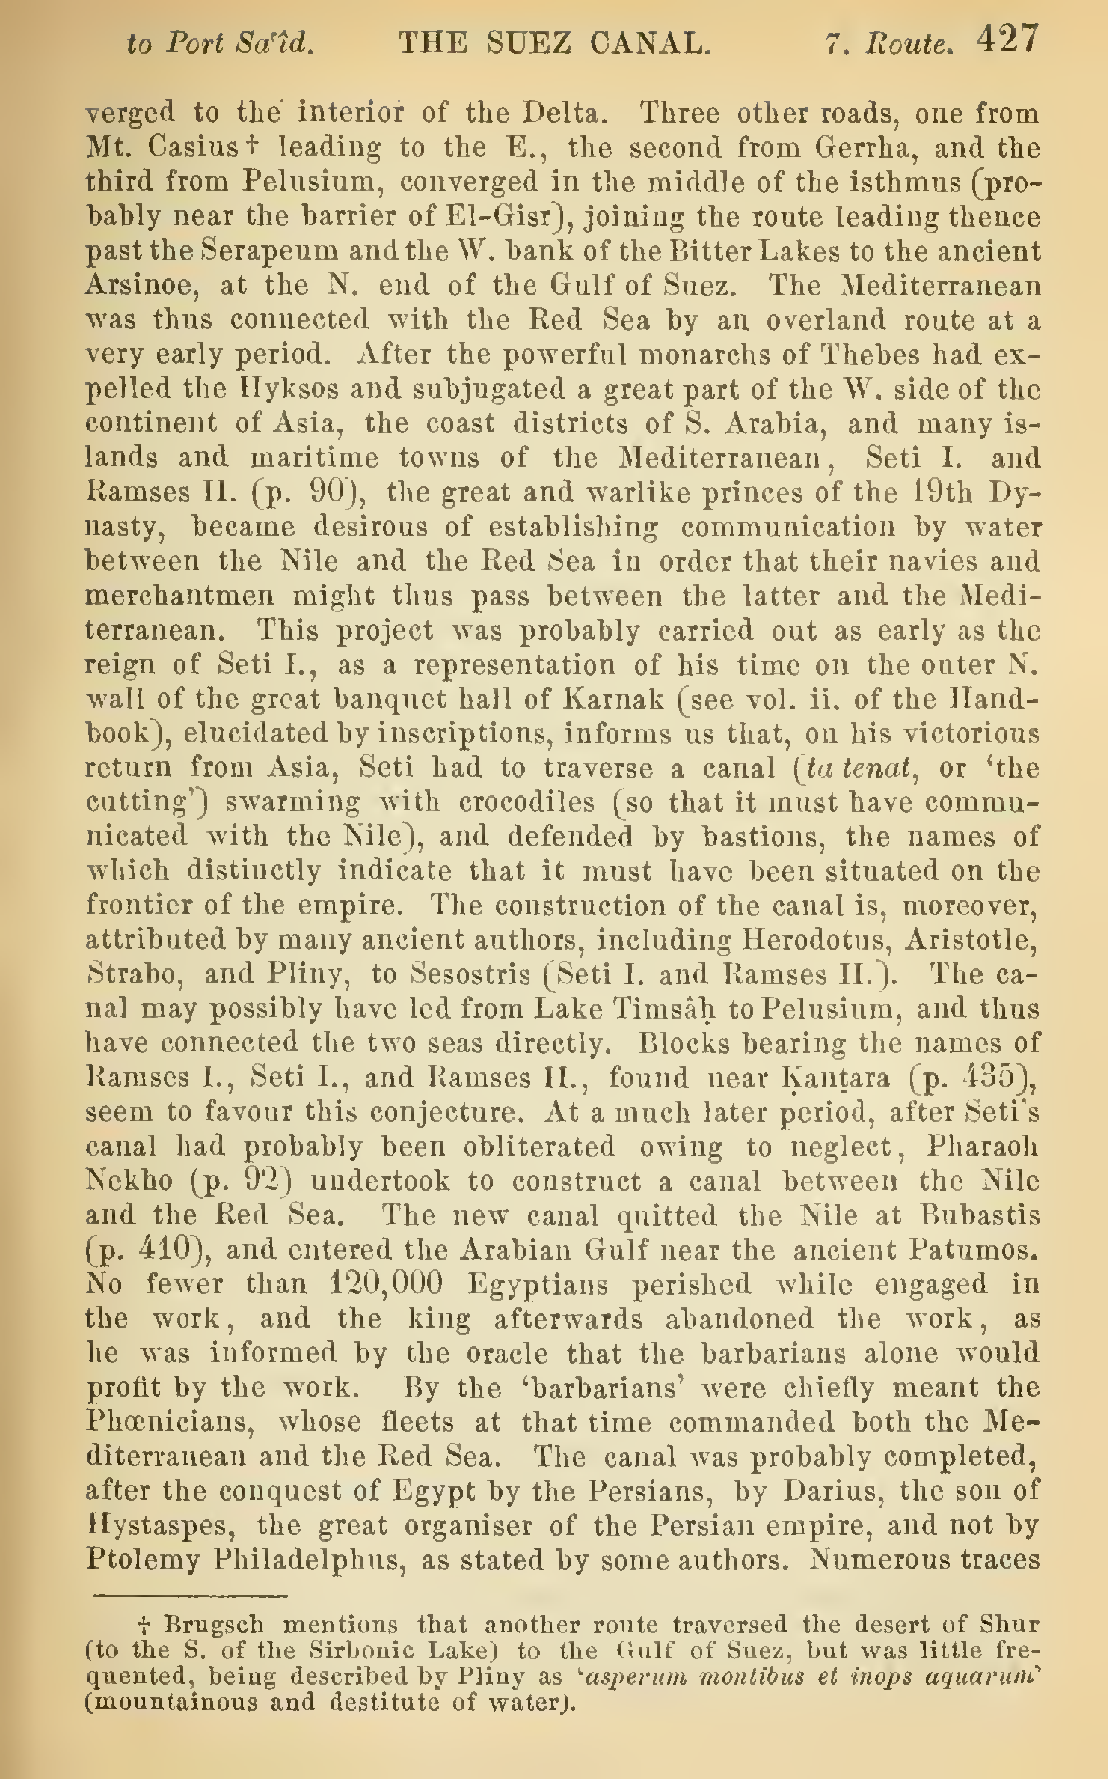 to Port Sa'îd. THE SUEZ CANAL. 7. Route. 427
verged to the interior of the Delta. Three other roads, one from
Mt. Casius† leading to the E., the second from Gerrha, and the
third from Pelusium, converged in the middle of the isthmus (pro-
bably near the barrier of El-Gisr), joining the route leading thence
past the Serapeum and the W. bank of the Bitter Lakes to the ancient
Arsinoe, at the N. end of the Gulf of Suez. The Mediterranean
was thus connected with the Red Sea by an overland route at a
very early period. After the powerful monarchs of Thebes had ex-
pelled the Hyksos and subjugated a great part of the W. side of the
continent of Asia, the coast districts of S. Arabia, and many is-
lands and maritime towns of the Mediterranean, Seti I. and
Ramses II. (p. 90), the great and warlike princes of the 19th Dy-
nasty, became desirous of establishing communication by water
between the Nile and the Red Sea in order that their navies and
merchantmen might thus pass between the latter and the Medi-
terranean. This project was probably carried out as early as the
reign of Seti I., as a representation of his time on the outer N.
wall of the great banquet hall of Karnak (see vol. ii. of the Hand-
book), elucidated by inscriptions, informs us that, on his victorious
return from Asia, Seti had to traverse a canal (ta tenat, or 'the
cutting') swarming with crocodiles (so that it must have commu-
nicated with the Nile), and defended by bastions, the names of
which distinctly indicate that it must have been situated on the
frontier of the empire. The construction of the canal is, moreover,
attributed by many ancient authors, including Herodotus, Aristotle,
Strabo, and Pliny, to Sesostris (Seti I. and Ramses II.). The ca-
nal may possibly have led from Lake Timsâḥ to Pelusium, and thus
have connected the two seas directly. Blocks bearing the names of
Ramses I., Seti I., and Ramses II., found near Ḳanṭara (p. 435),
seem to favour this conjecture. At a much later period, after Seti's
canal had probably been obliterated owing to neglect, Pharaoh
Nekho (p. 92) undertook to construct a canal between the Nile
and the Red Sea. The new canal quitted the Nile at Bubastis
(p. 410), and entered the Arabian Gulf near the ancient Patumos.
No fewer than 120,000 Egyptians perished while engaged in
the work, and the king afterwards abandoned the work, as
he was informed by the oracle that the barbarians alone would
profit by the work. By the 'barbarians' were chiefly meant the
Phœnicians, whose fleets at that time commanded both the Me-
diterranean and the Red Sea. The canal was probably completed,
after the conquest of Egypt by the Persians, by Darius, the son of
Hystaspes, the great organiser of the Persian empire, and not by
Ptolemy Philadelphus, as stated by some authors. Numerous traces
† Brugsch mentions that another route traversed the desert of Shur
(to the S. of the Sirbonic Lake) to the Gulf of Suez, but was little fre-
quented, being described by Pliny as 'asperum montibus et inops aquarum'
(mountainous and destitute of water).